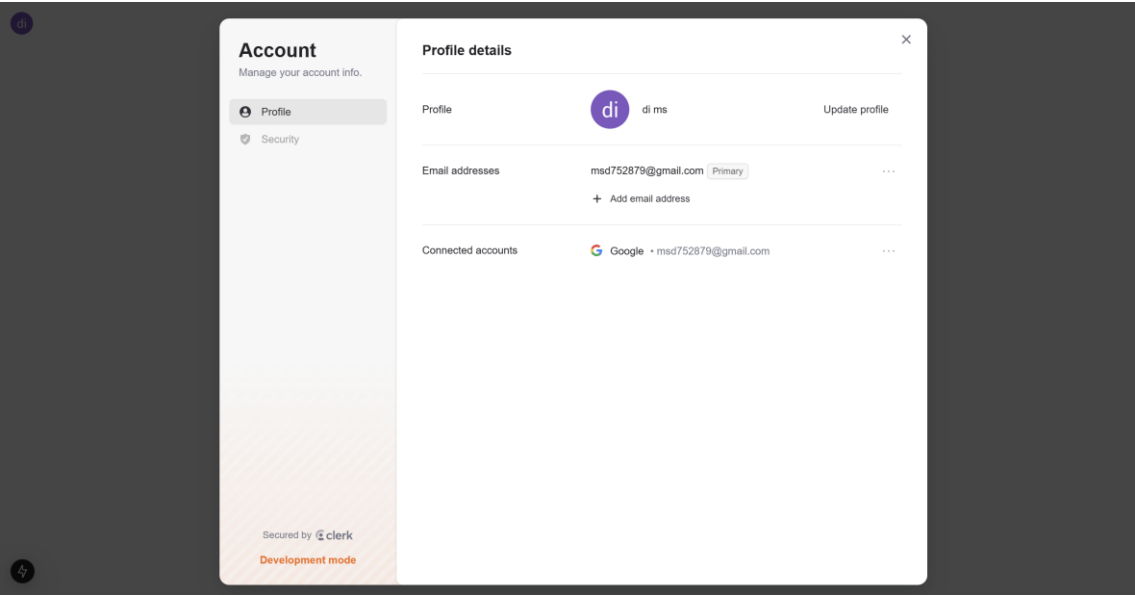 di
Account
Manage your account info.
Profile
Security
Secured by clerk
Development mode
Profile details
Profile
di
di ms
Update profile
Email addresses
msd752879@gmail.com Primary
+ Add email address
Connected accounts
Google • msd752879@gmail.com